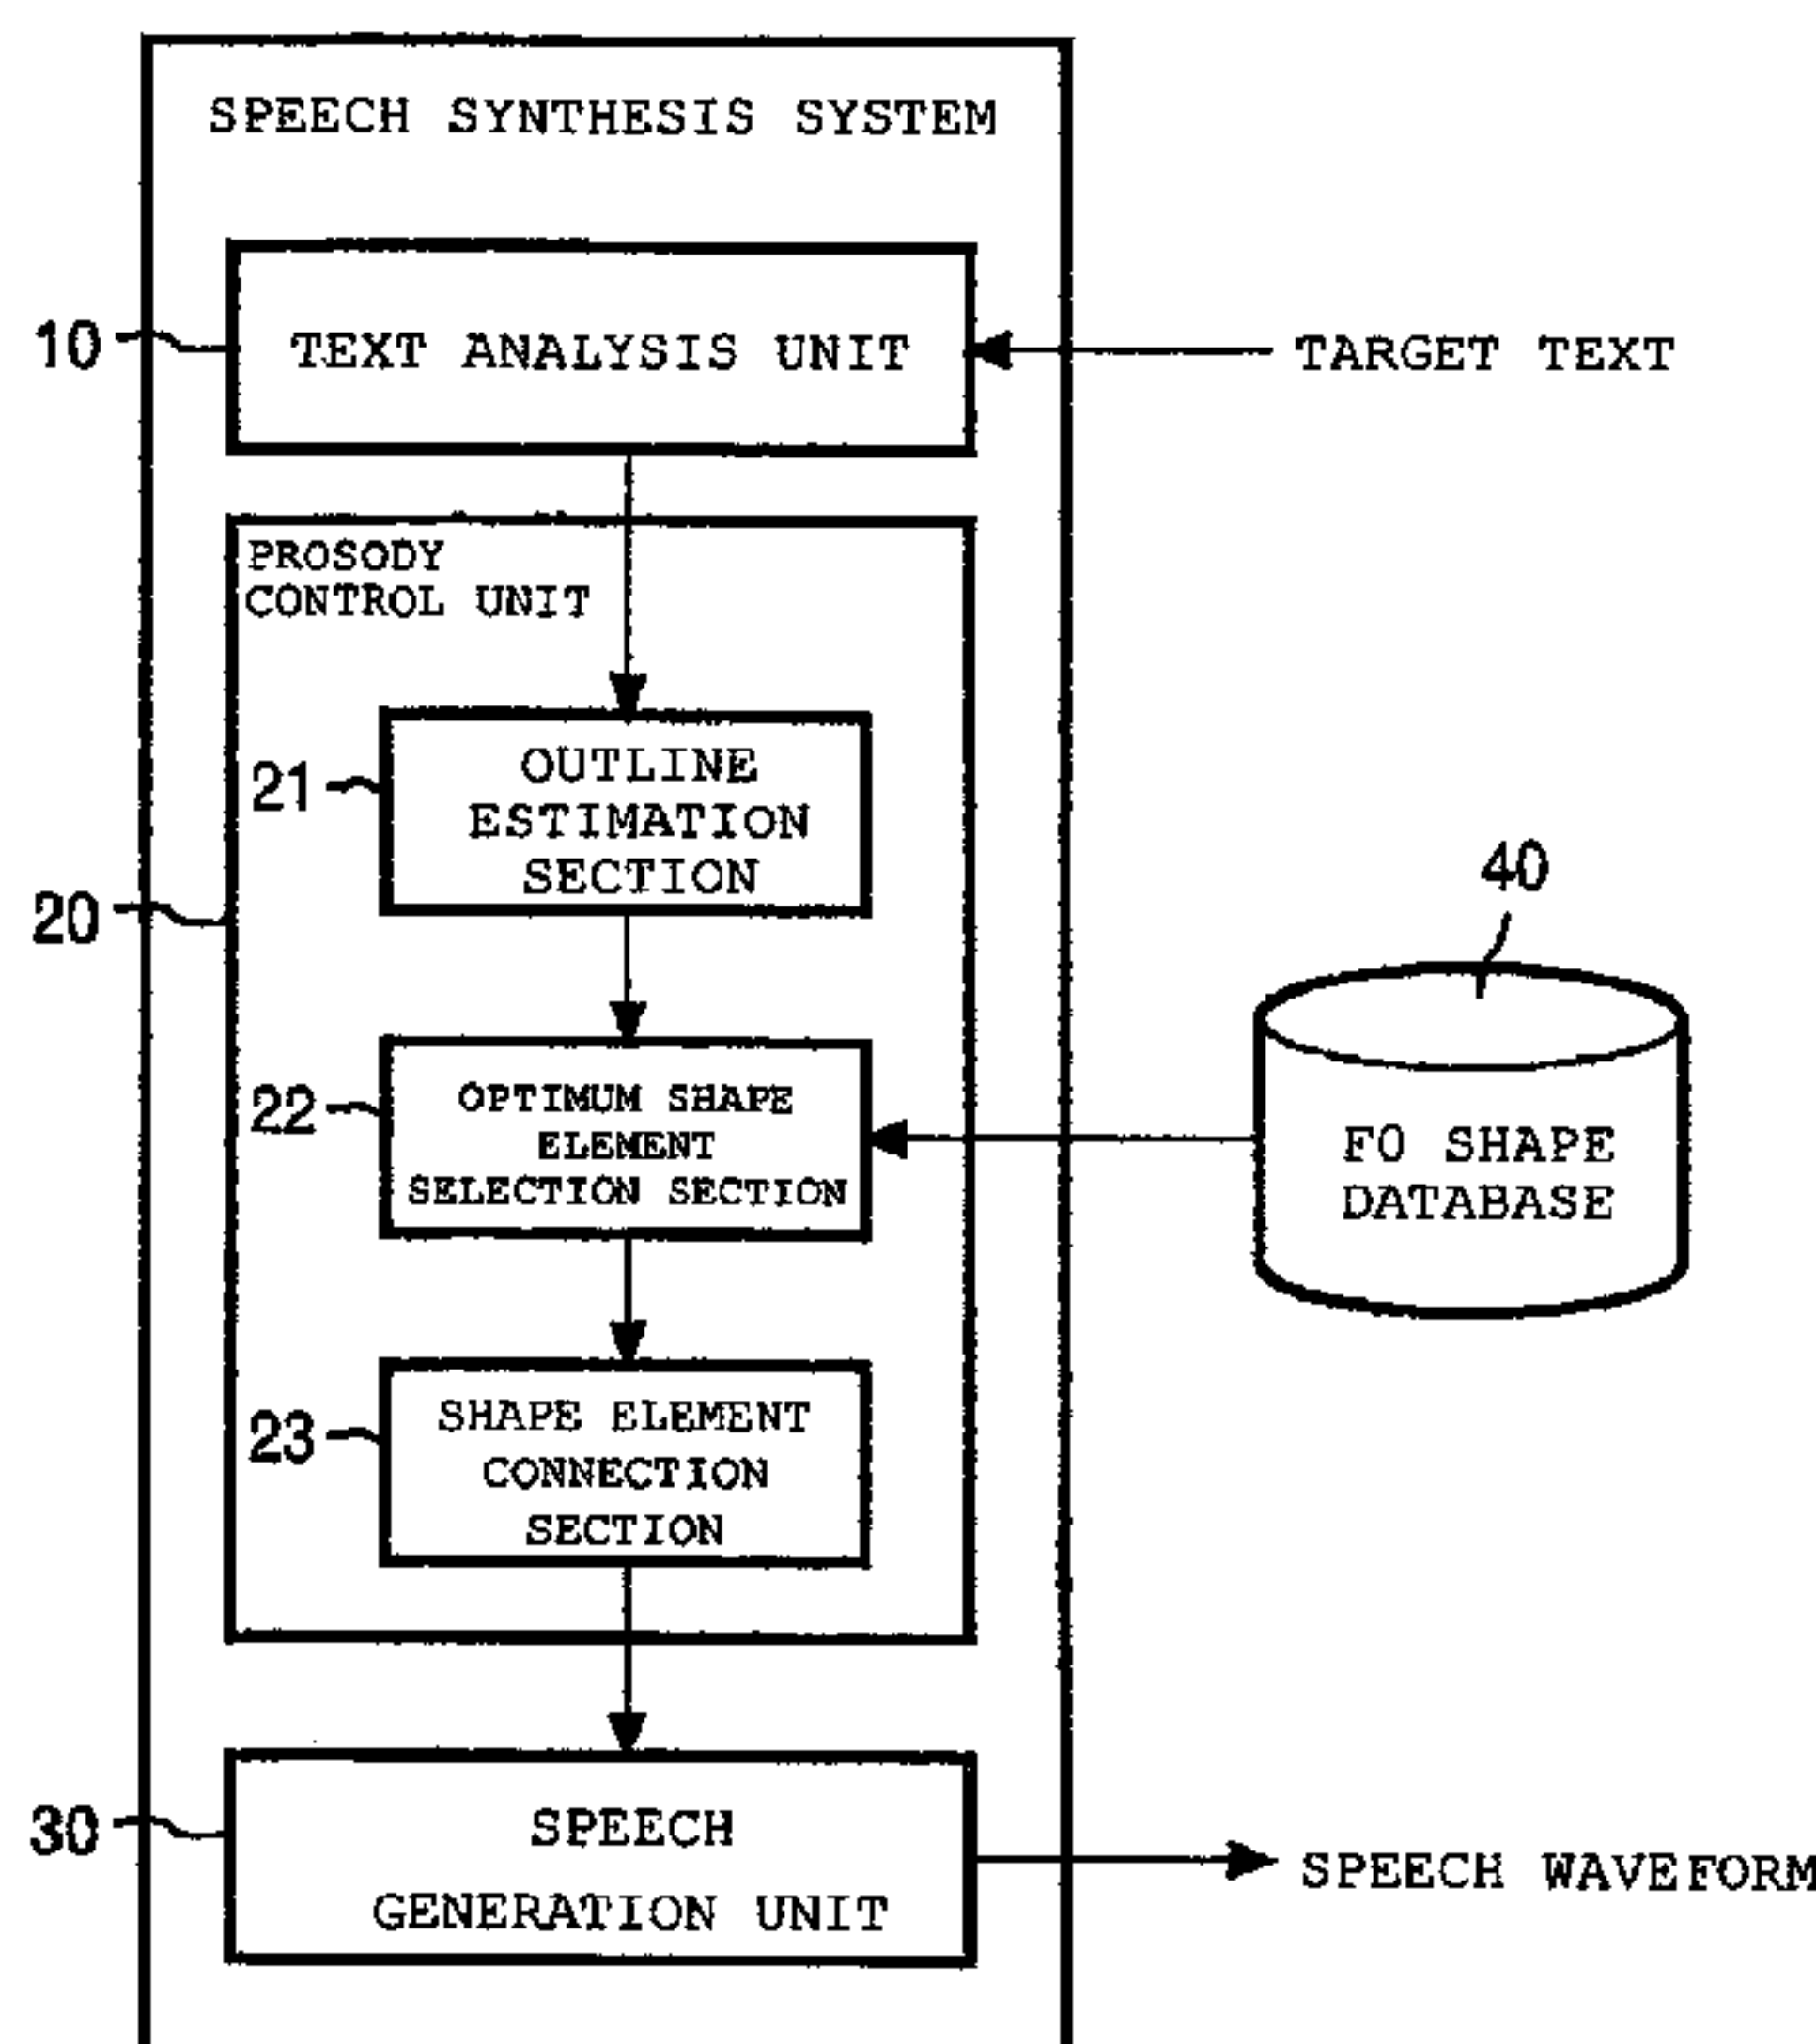 SPEECH SYNTHESIS SYSTEM
10
TEXT ANALYSIS UNIT
TARGET TEXT
PROSODY
CONTROL UNIT
21
OUTLINE
ESTIMATION
SECTION
20
40
22
OPTIMUM SHAPE
ELEMENT
SELECTION SECTION
F0 SHAPE
DATABASE
23
SHAPE ELEMENT
CONNECTION
SECTION
30
SPEECH
GENERATION UNIT
SPEECH WAVEFORM